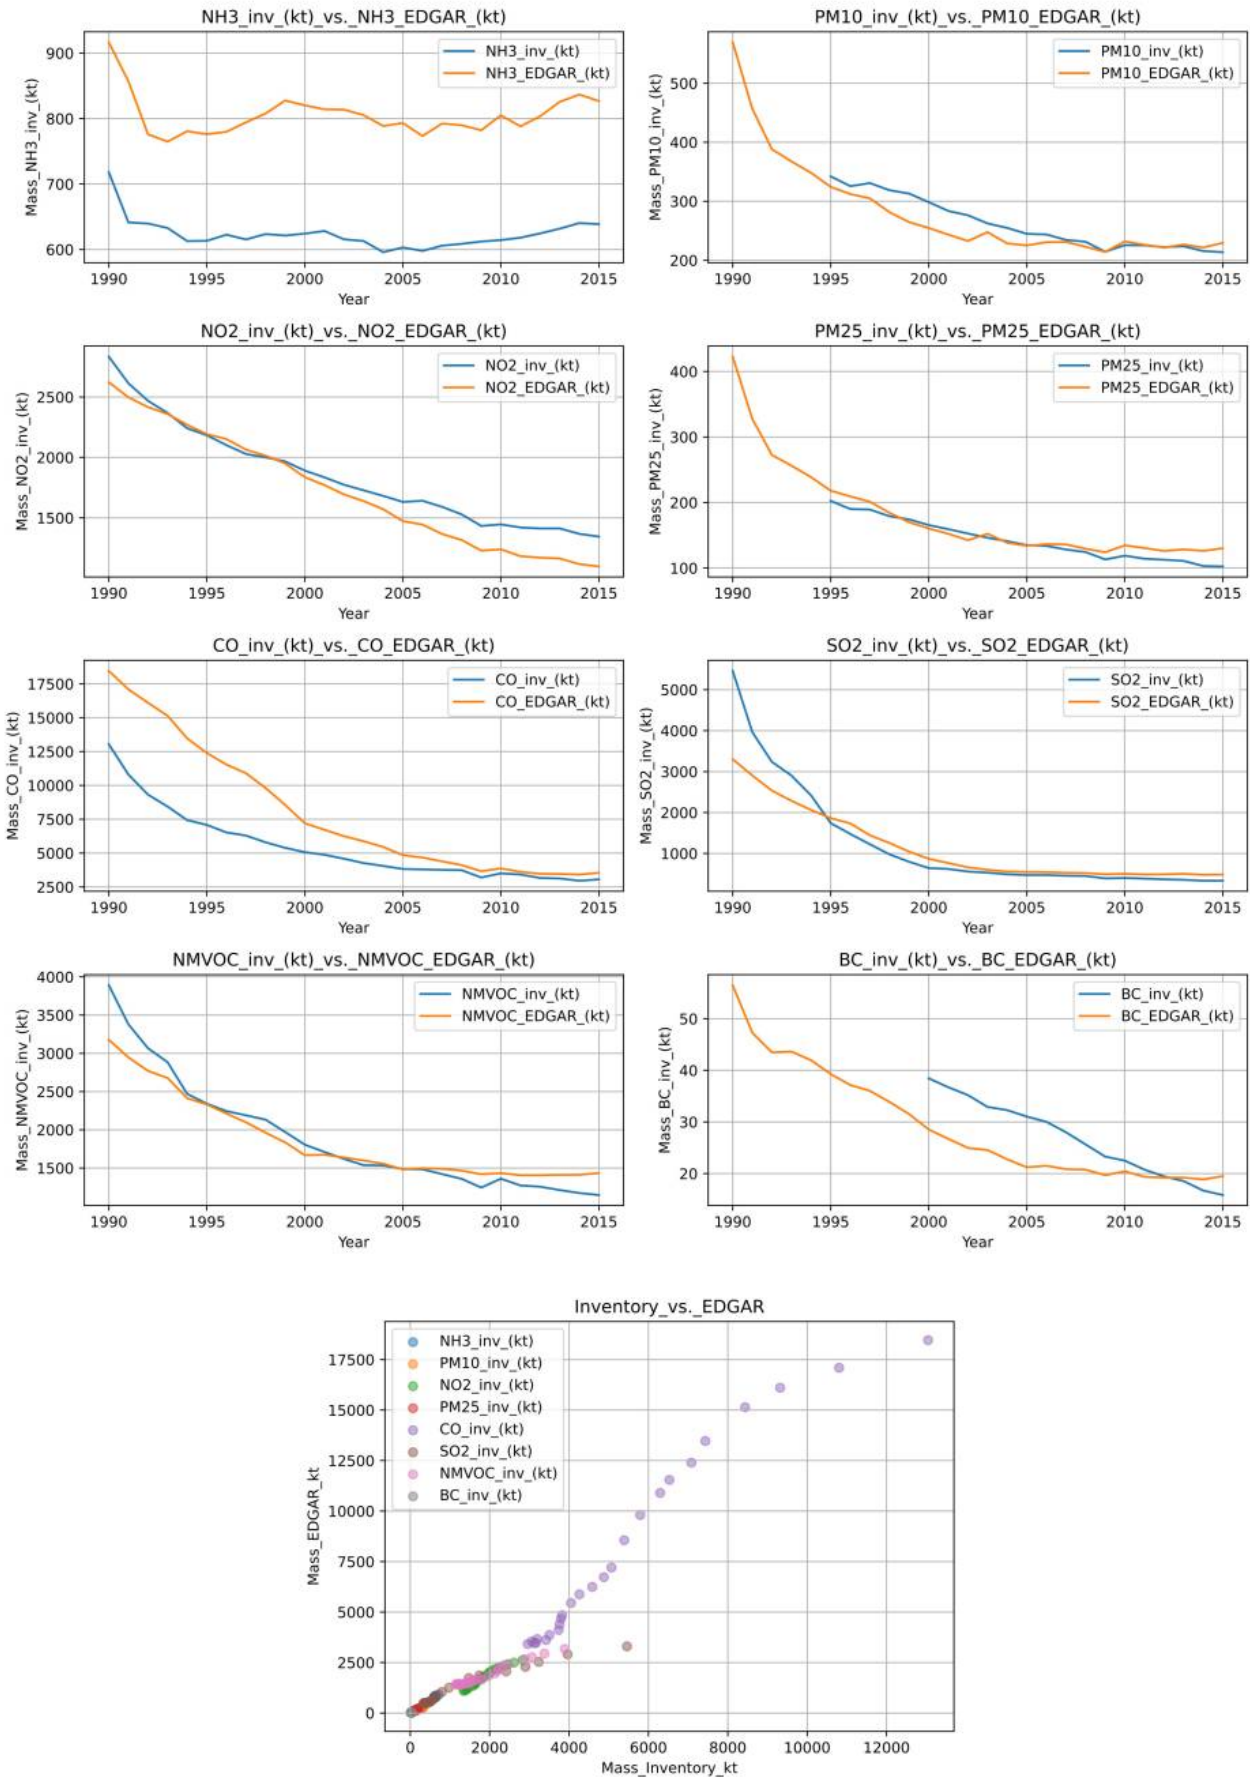 NH3_inv_(kt)_vs._NH3_EDGAR_(kt)
NH3_inv_(kt)
NH3_EDGAR_(kt)
Mass_NH3_inv_(kt)
900
800
700
600
1990 1995 2000 2005 2010 2015
Year
PM10_inv_(kt)_vs._PM10_EDGAR_(kt)
PM10_inv_(kt)
PM10_EDGAR_(kt)
Mass_PM10_inv_(kt)
500
400
300
200
1990 1995 2000 2005 2010 2015
Year
NO2_inv_(kt)_vs._NO2_EDGAR_(kt)
NO2_inv_(kt)
NO2_EDGAR_(kt)
Mass_NO2_inv_(kt)
2500
2000
1500
1990 1995 2000 2005 2010 2015
Year
PM25_inv_(kt)_vs._PM25_EDGAR_(kt)
PM25_inv_(kt)
PM25_EDGAR_(kt)
Mass_PM25_inv_(kt)
400
300
200
100
1990 1995 2000 2005 2010 2015
Year
CO_inv_(kt)_vs._CO_EDGAR_(kt)
CO_inv_(kt)
CO_EDGAR_(kt)
Mass_CO_inv_(kt)
17500
15000
12500
10000
7500
5000
2500
1990 1995 2000 2005 2010 2015
Year
SO2_inv_(kt)_vs._SO2_EDGAR_(kt)
SO2_inv_(kt)
SO2_EDGAR_(kt)
Mass_SO2_inv_(kt)
5000
4000
3000
2000
1000
1990 1995 2000 2005 2010 2015
Year
NMVOC_inv_(kt)_vs._NMVOC_EDGAR_(kt)
NMVOC_inv_(kt)
NMVOC_EDGAR_(kt)
Mass_NMVOC_inv_(kt)
4000
3500
3000
2500
2000
1500
1990 1995 2000 2005 2010 2015
Year
BC_inv_(kt)_vs._BC_EDGAR_(kt)
BC_inv_(kt)
BC_EDGAR_(kt)
Mass_BC_inv_(kt)
50
40
30
20
1990 1995 2000 2005 2010 2015
Year
Inventory_vs._EDGAR
NH3_inv_(kt)
PM10_inv_(kt)
NO2_inv_(kt)
PM25_inv_(kt)
CO_inv_(kt)
SO2_inv_(kt)
NMVOC_inv_(kt)
BC_inv_(kt)
Mass_EDGAR_kt
17500
15000
12500
10000
7500
5000
2500
0
0 2000 4000 6000 8000 10000 12000
Mass_Inventory_kt